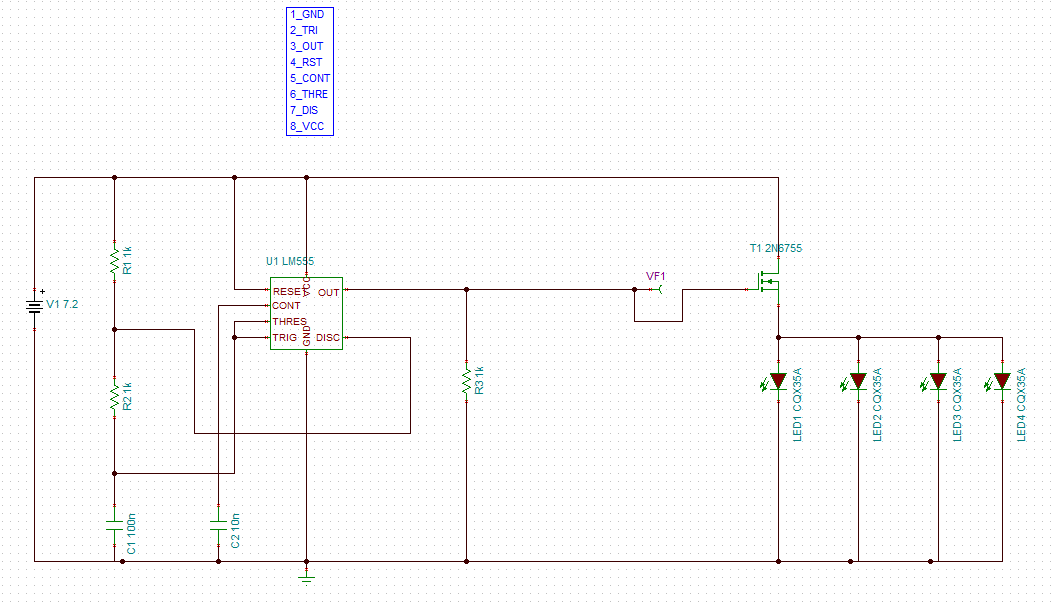 1_GND
2_TRI
3_OUT
4_RST
5_CONT
6_THRE
7_DIS
8_VCC
T1 2N6755
R1 1k
U1 LM555
VF1
VCC
RESET
OUT
V1 7.2
+
CONT
THRES
TRIG
GND
DISC
R2 1k
R3 1k
LED1 CQX35A
LED2 CQX35A
LED3 CQX35A
LED4 CQX35A
C1 100n
C2 10n